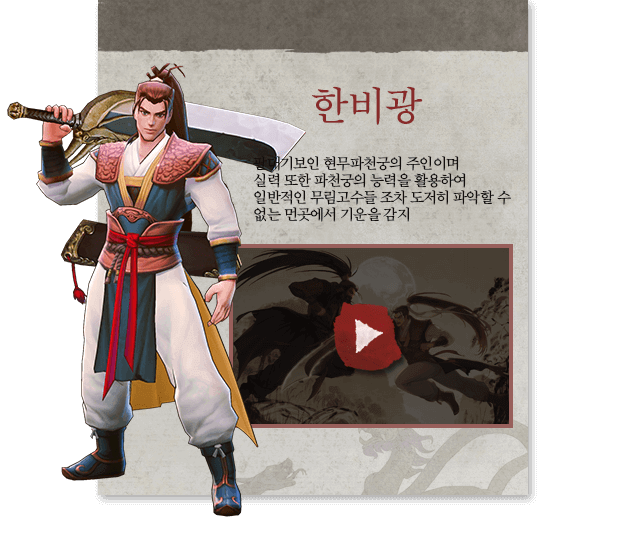 한비광
팔대기보인 현무파천궁의 주인이며
실력 또한 파천궁의 능력을 활용하여
일반적인 무림고수들 조차 도저히 파악할 수
없는 먼곳에서 기운을 감지